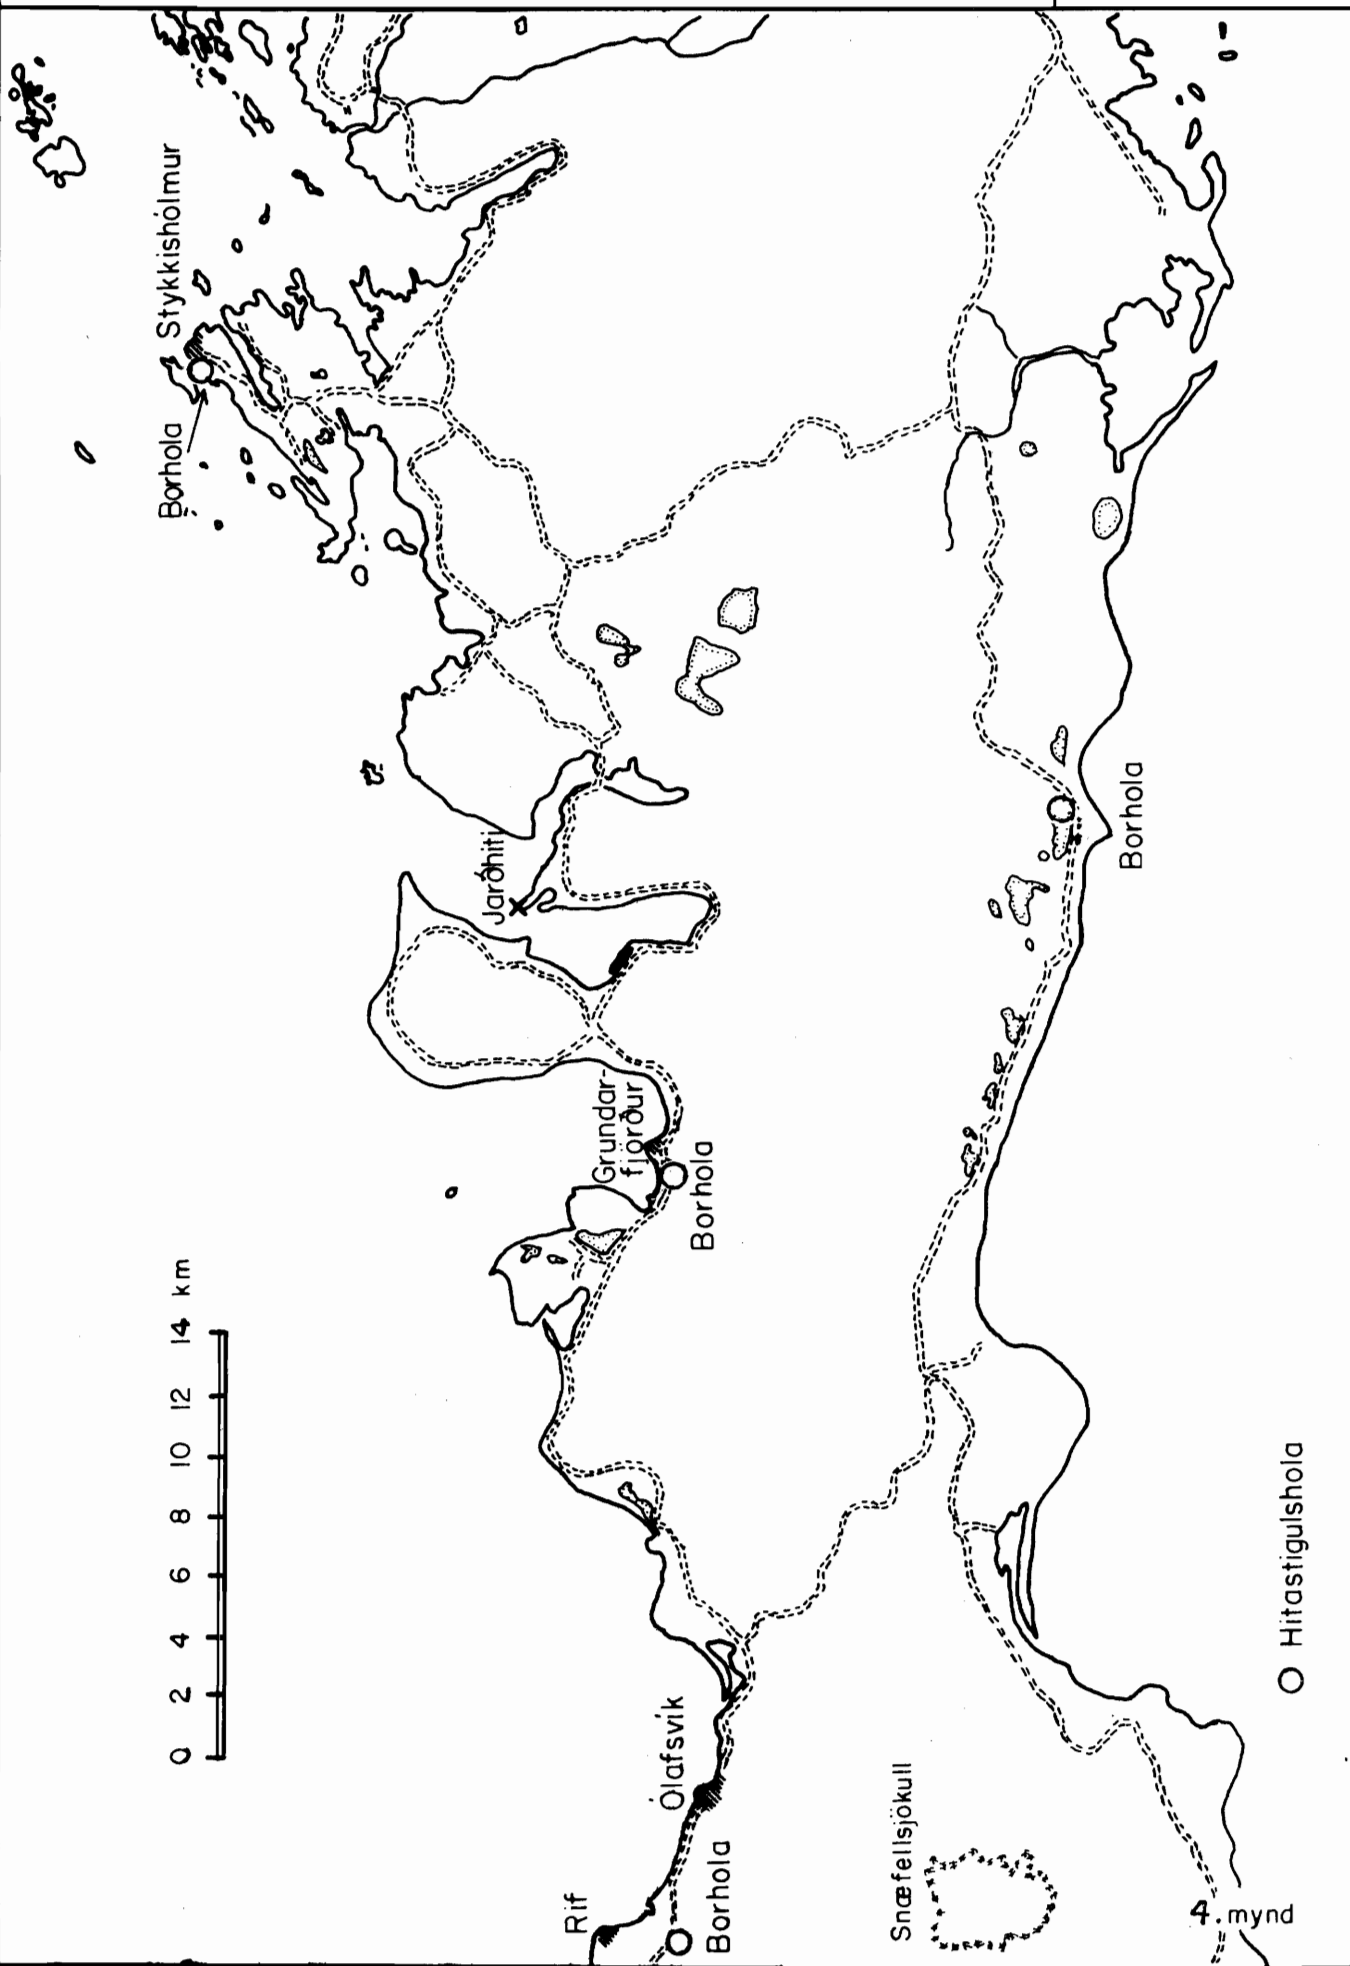 Stykkishólmur
Borhola
Jarðhiti
Grundar-
fjörður
Borhola
Borhola
0 2 4 6 8 10 12 14 km
Ólafsvík
Rif
Borhola
Snæfellsjökull
Hitastigulshola
4. mynd